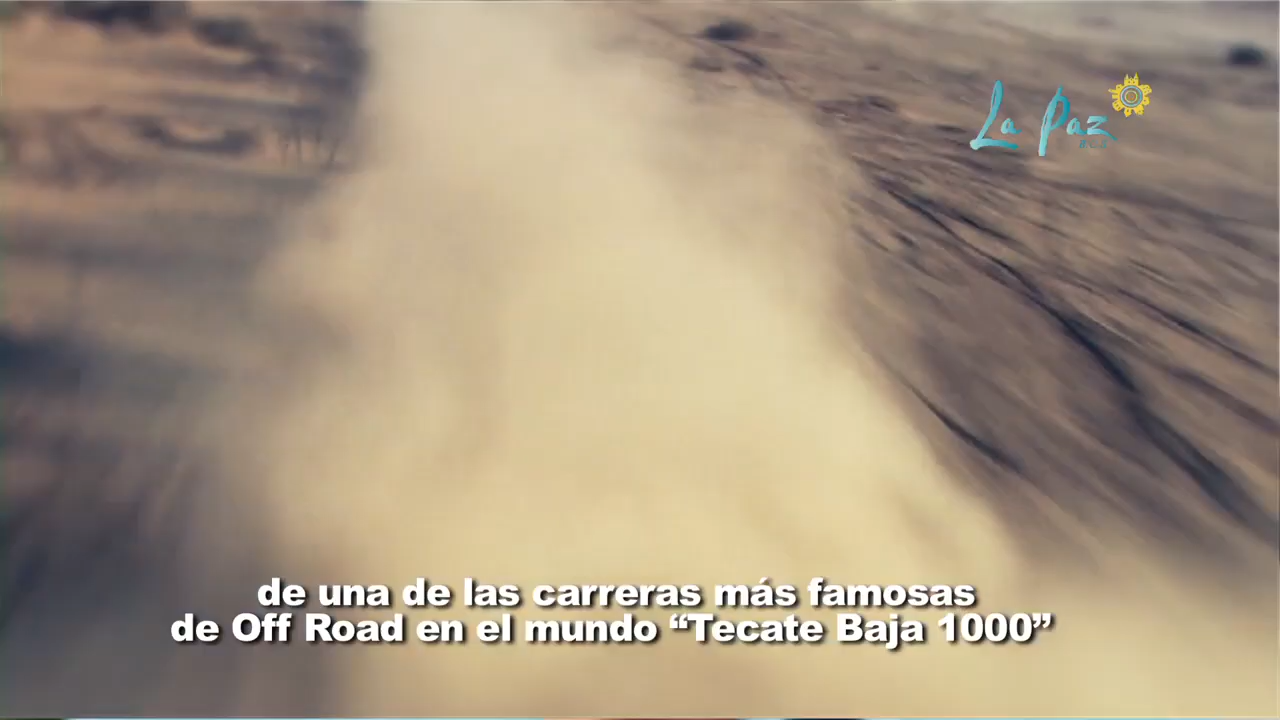 La Paz
B.C.S.
de una de las carreras más famosas
de Off Road en el mundo “Tecate Baja 1000”